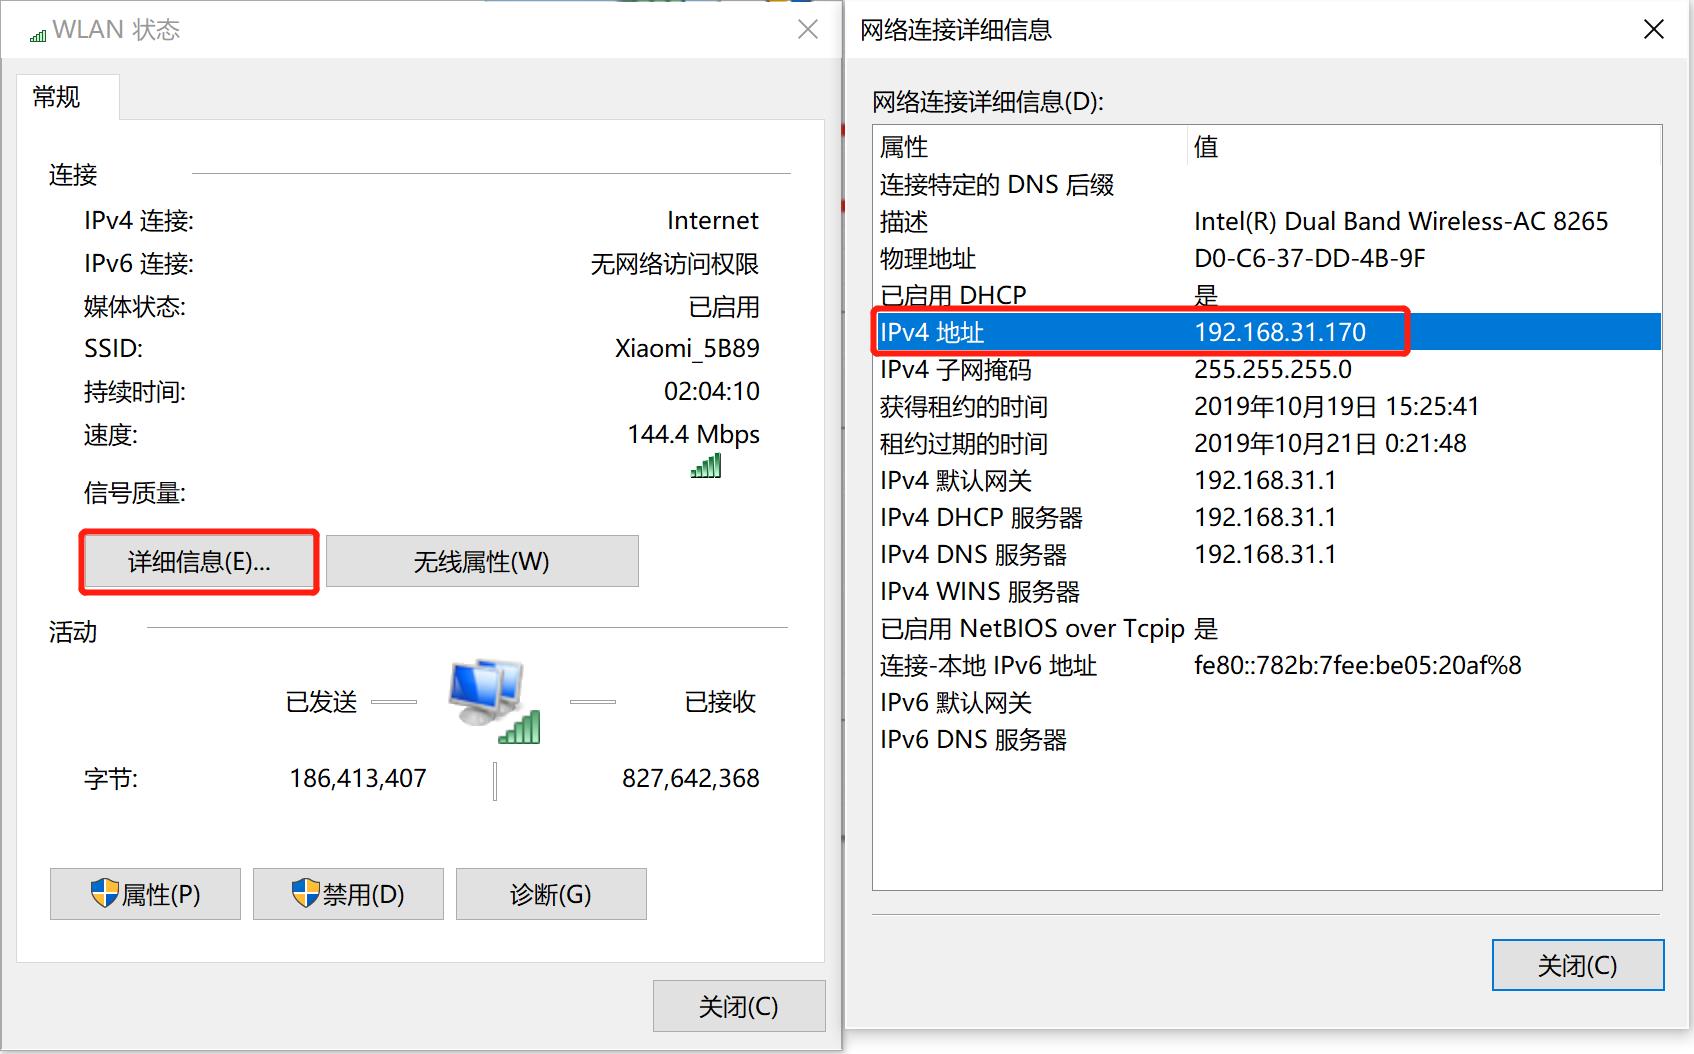 WLAN 状态
常规
连接
IPv4 连接: Internet
IPv6 连接: 无网络访问权限
媒体状态: 已启用
SSID: Xiaomi_5B89
持续时间: 02:04:10
速度: 144.4 Mbps
信号质量:
详细信息(E)... 无线属性(W)
活动
已发送 已接收
字节: 186,413,407 827,642,368
属性(P) 禁用(D) 诊断(G)
关闭(C)
网络连接详细信息
网络连接详细信息(D):
属性 值
连接特定的 DNS 后缀
描述 Intel(R) Dual Band Wireless-AC 8265
物理地址 D0-C6-37-DD-4B-9F
已启用 DHCP 是
IPv4 地址 192.168.31.170
IPv4 子网掩码 255.255.255.0
获得租约的时间 2019年10月19日 15:25:41
租约过期的时间 2019年10月21日 0:21:48
IPv4 默认网关 192.168.31.1
IPv4 DHCP 服务器 192.168.31.1
IPv4 DNS 服务器 192.168.31.1
IPv4 WINS 服务器
已启用 NetBIOS over Tcpip 是
连接-本地 IPv6 地址 fe80::782b:7fee:be05:20af%8
IPv6 默认网关
IPv6 DNS 服务器
关闭(C)